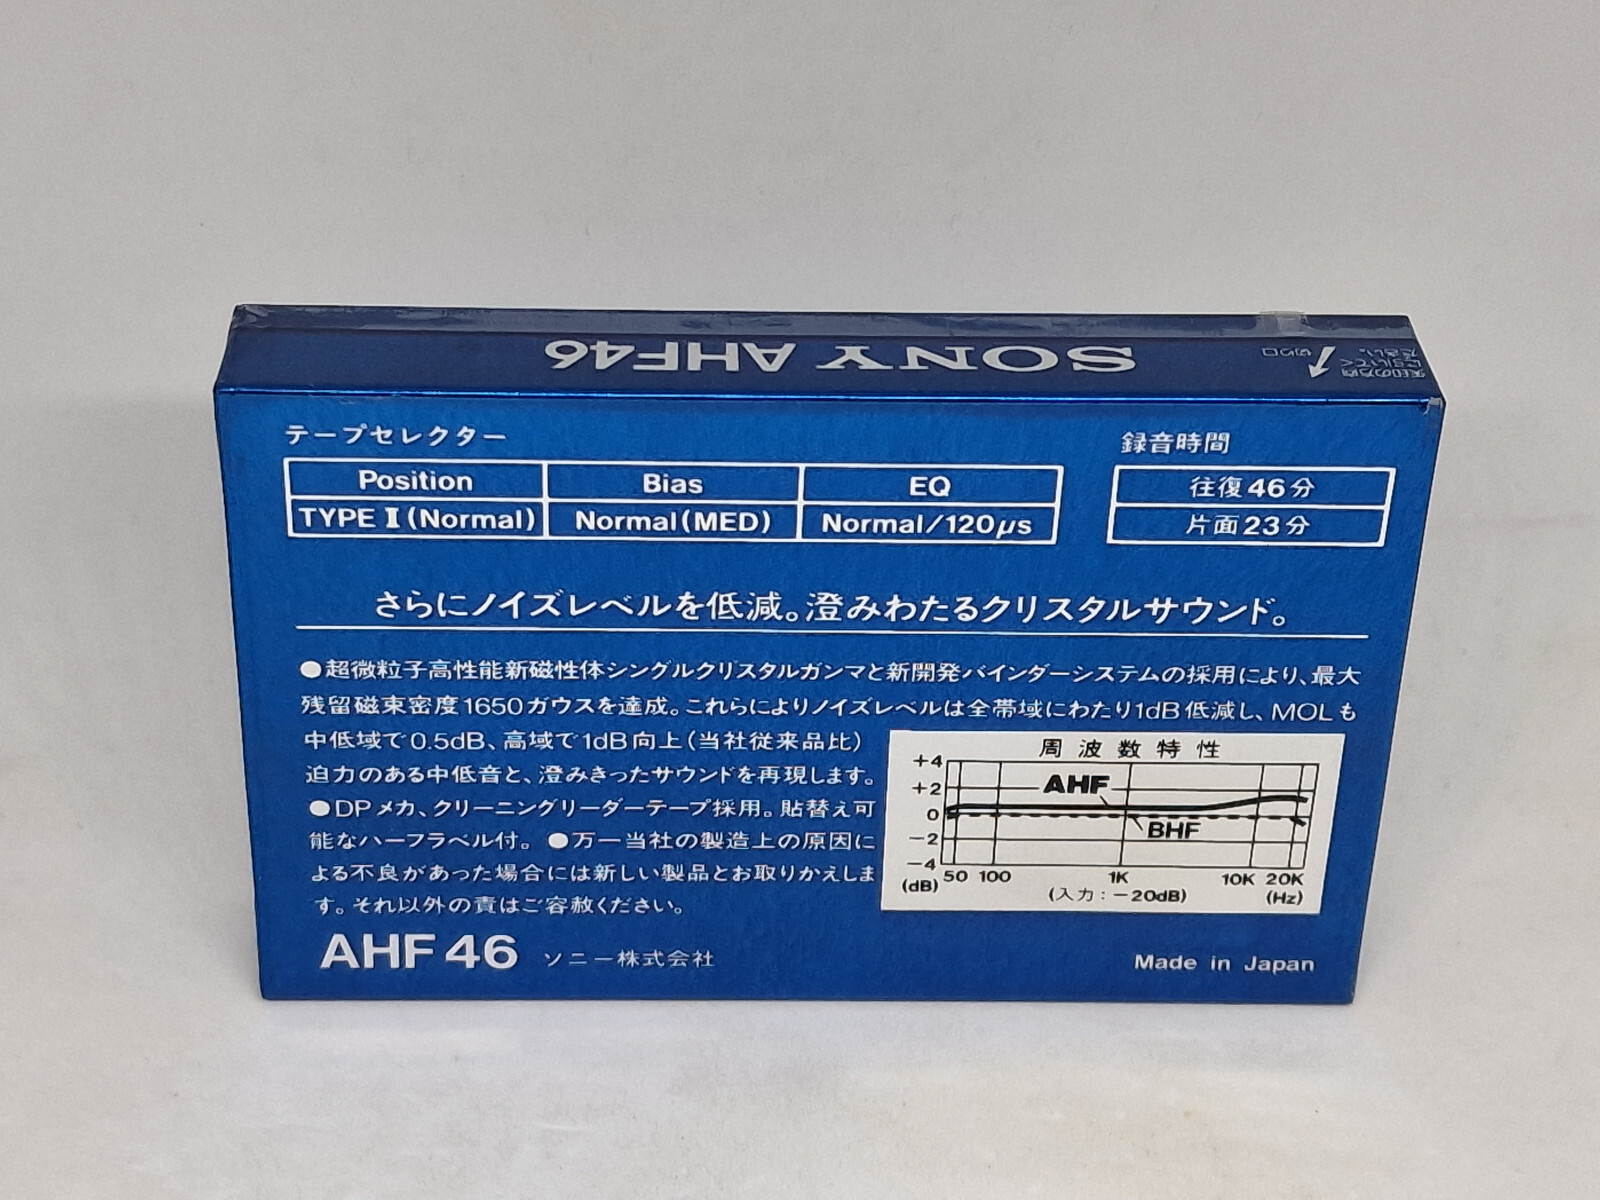 SONY AHF46
切り口
矢印の方向
に引いてく
ださい。
テープセレクター
Position Bias EQ
TYPE I (Normal) Normal (MED) Normal/120μs
録音時間
往復46分
片面23分
さらにノイズレベルを低減。澄みわたるクリスタルサウンド。
●超微粒子高性能新磁性体シングルクリスタルガンマと新開発バインダーシステムの採用により、最大
残留磁束密度1650ガウスを達成。これらによりノイズレベルは全帯域にわたり1dB低減し、MOLも
中低域で0.5dB、高域で1dB向上(当社従来品比)
迫力のある中低音と、澄みきったサウンドを再現します。
●DPメカ、クリーニングリーダーテープ採用。貼替え可
能なハーフラベル付。●万一当社の製造上の原因に
よる不良があった場合には新しい製品とお取りかえしま
す。それ以外の責はご容赦ください。
周波数特性
+4
+2
0
-2
-4
(dB)
AHF
BHF
50 100 1K 10K 20K
(入力:-20dB) (Hz)
AHF 46 ソニー株式会社
Made in Japan